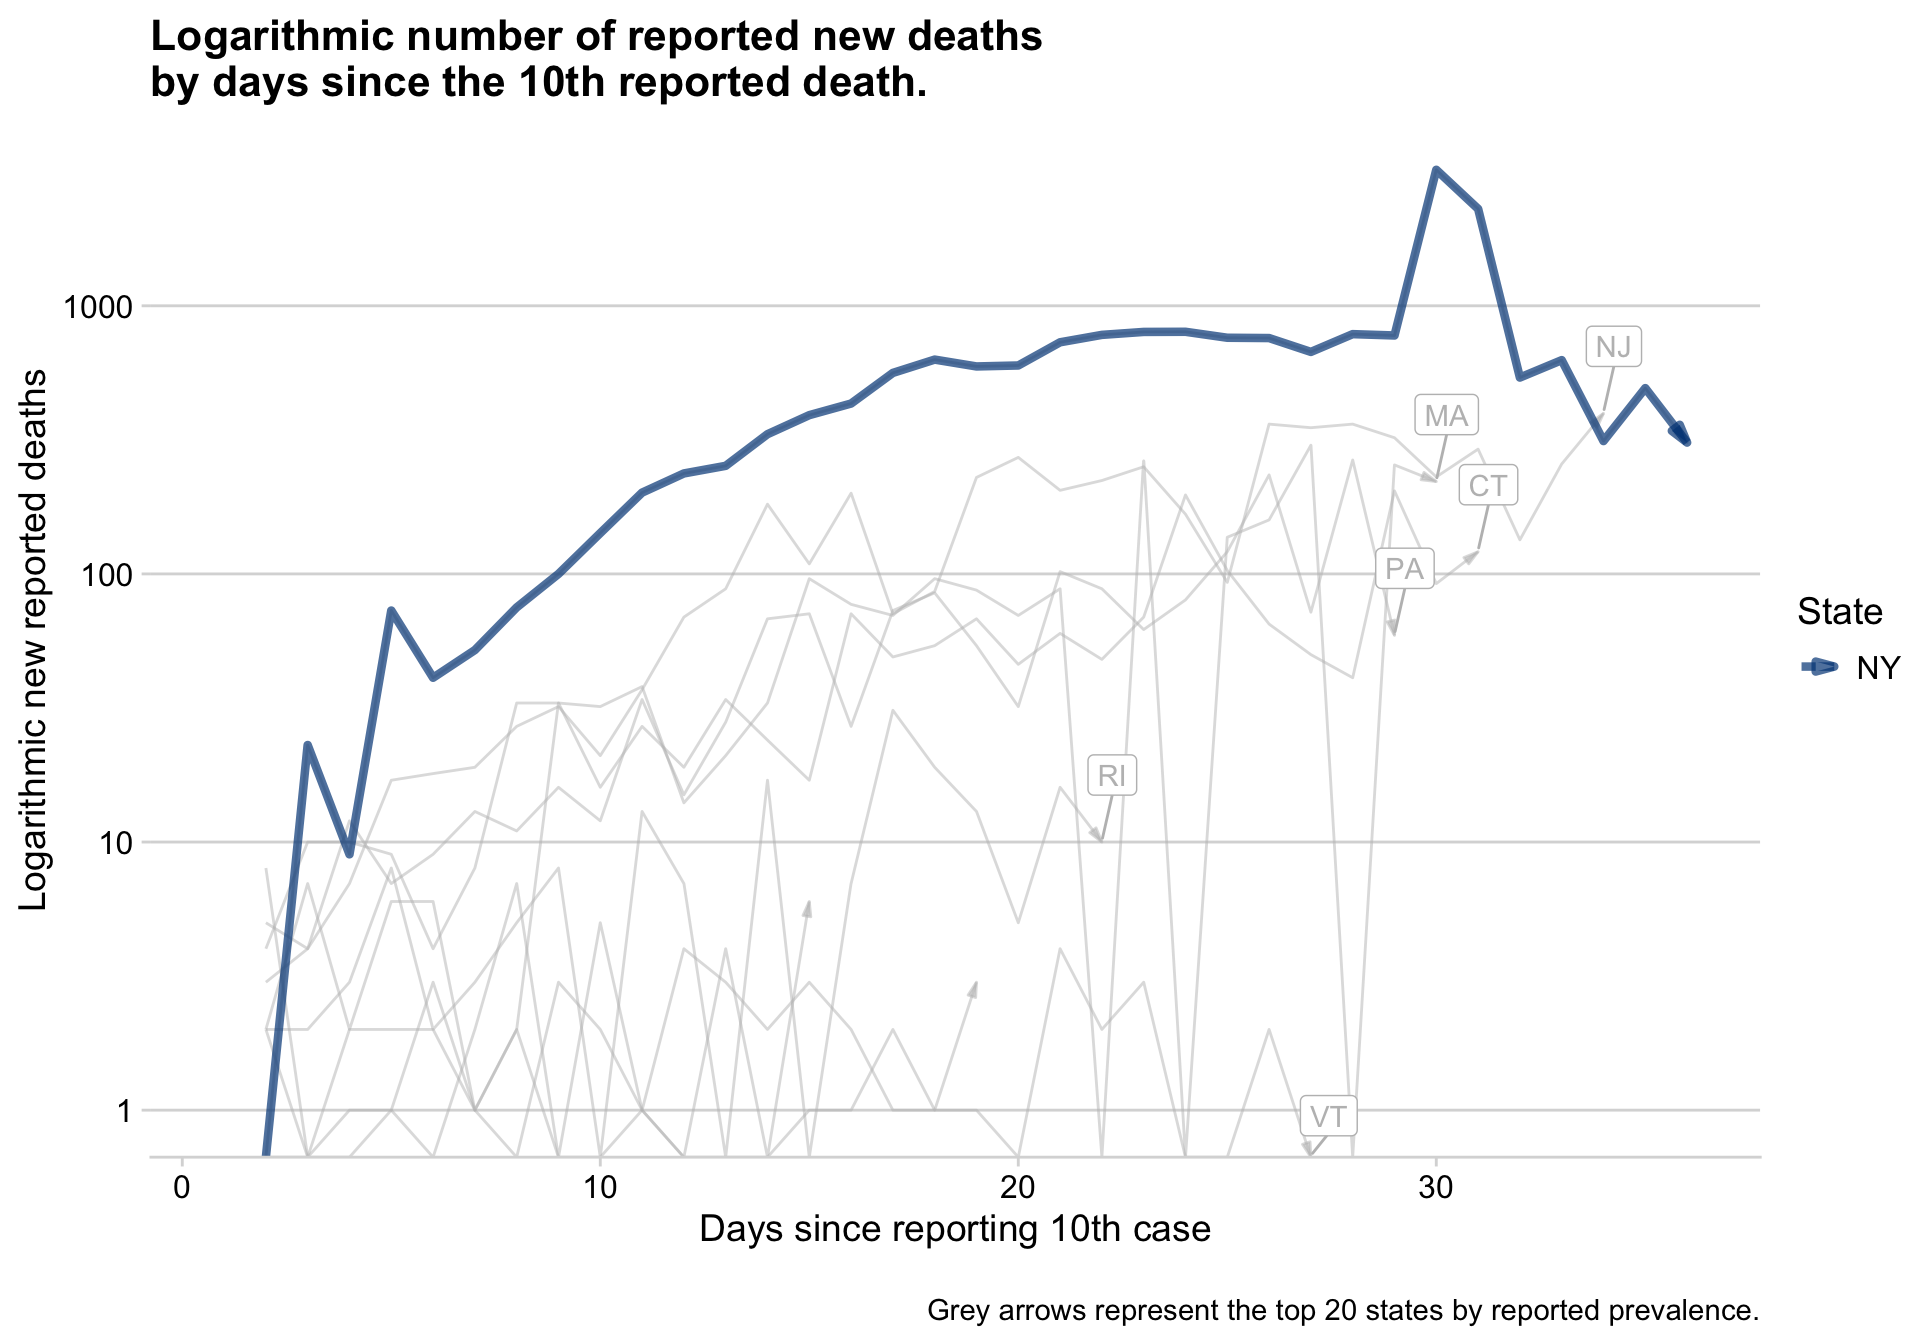 Logarithmic number of reported new deaths
by days since the 10th reported death.
Logarithmic new reported deaths
1000
100
10
1
NJ
MA
CT
PA
RI
VT
State
NY
0
10
20
30
Days since reporting 10th case
Grey arrows represent the top 20 states by reported prevalence.